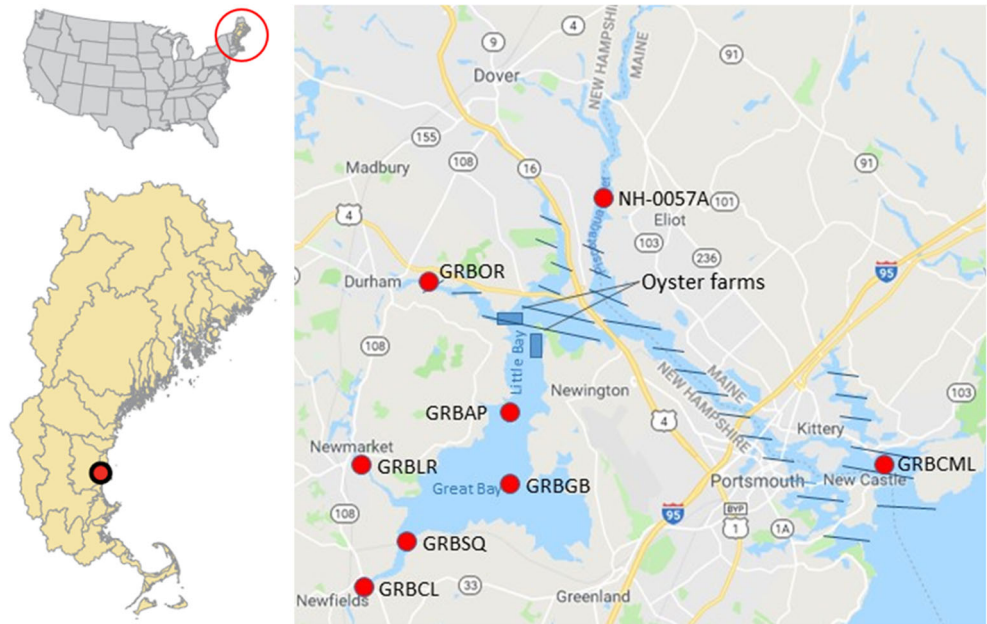 4
9
Dover
NEW HAMPSHIRE
MAINE
91
155
Madbury
108
16
91
NH-0057A
101
Eliot
4
103
236
GRBOR
Durham
95
Oyster farms
108
Little Bay
Newington
MAINE
NEW HAMPSHIRE
103
GRBAP
4
Kittery
Newmarket
GRBLR
GRBCML
Great Bay
GRBGB
Portsmouth
New Castle
108
95
BYP
1
1A
GRBSQ
GRBCL
33
Newfields
Greenland